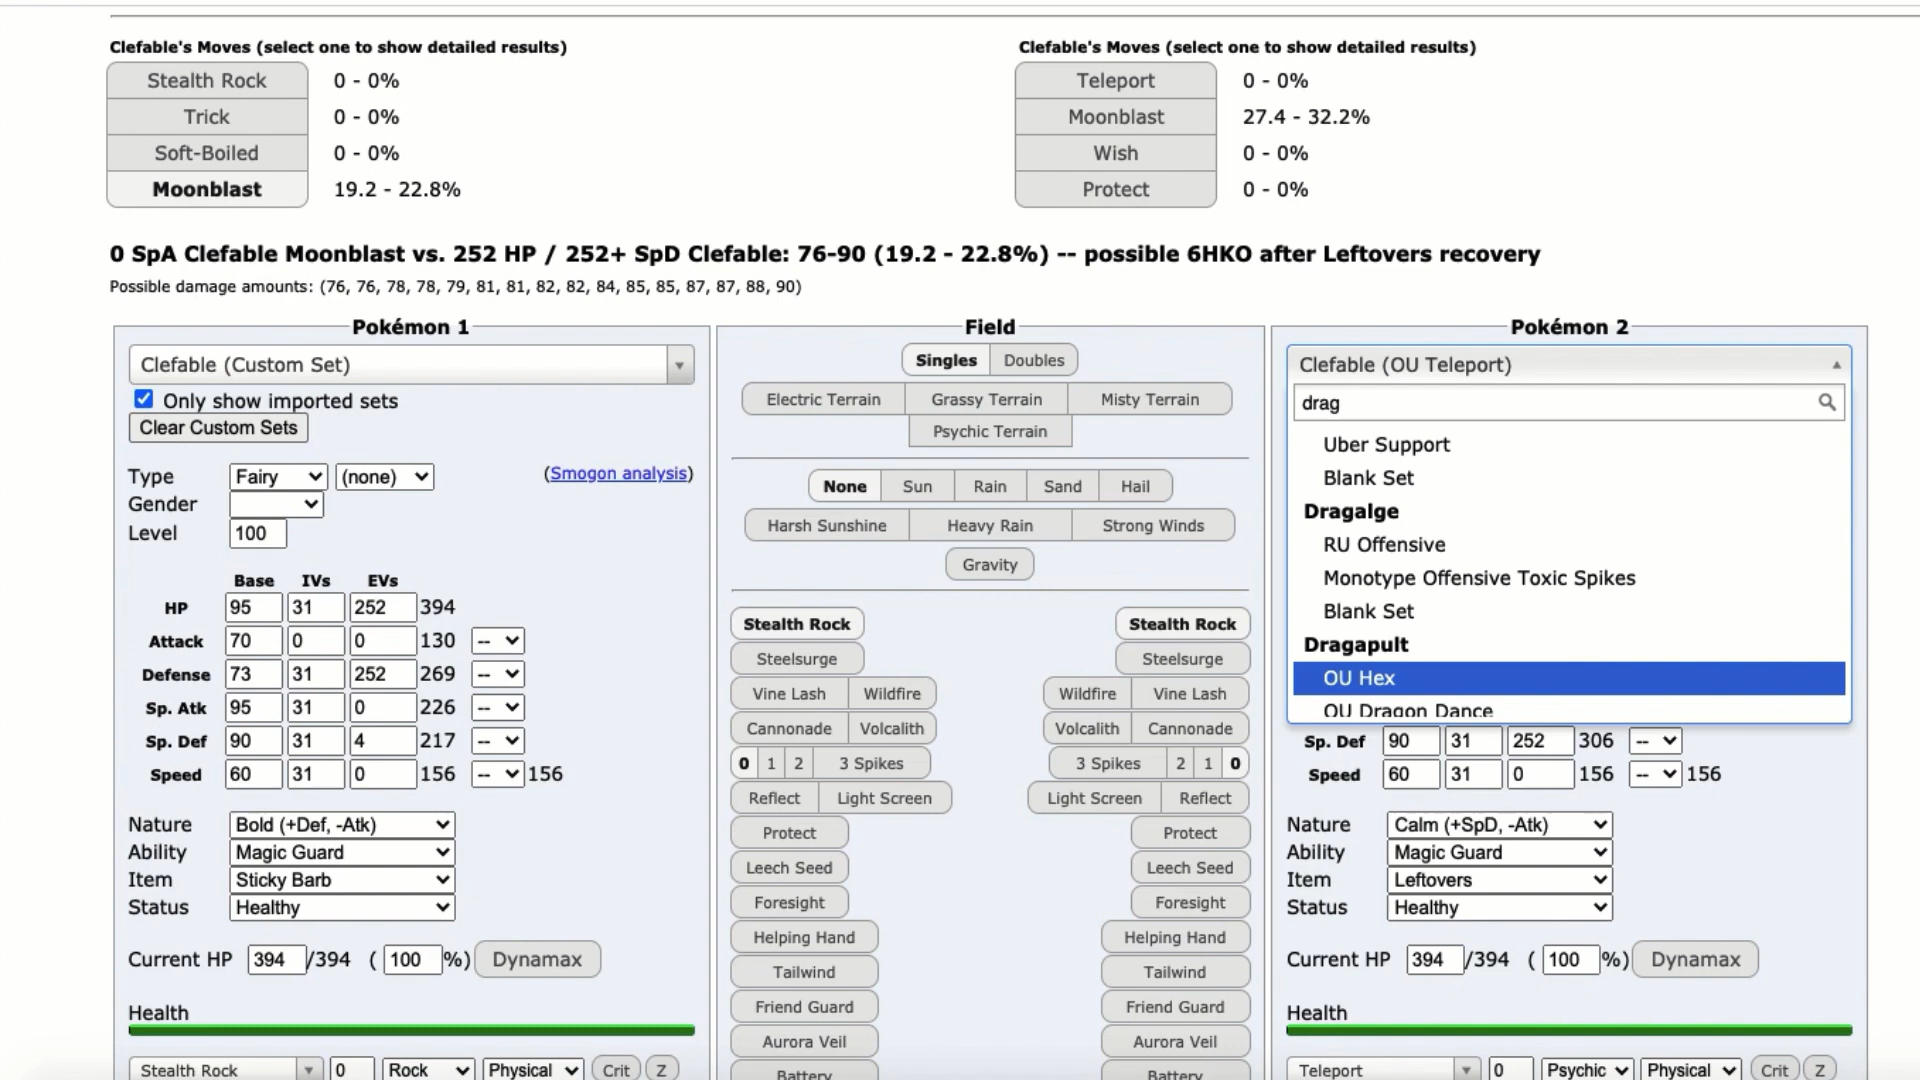 Clefable's Moves (select one to show detailed results)
Stealth Rock 0 - 0%
Trick 0 - 0%
Soft-Boiled 0 - 0%
Moonblast 19.2 - 22.8%
Clefable's Moves (select one to show detailed results)
Teleport 0 - 0%
Moonblast 27.4 - 32.2%
Wish 0 - 0%
Protect 0 - 0%
0 SpA Clefable Moonblast vs. 252 HP / 252+ SpD Clefable: 76-90 (19.2 - 22.8%) -- possible 6HKO after Leftovers recovery
Possible damage amounts: (76, 76, 78, 78, 79, 81, 81, 82, 82, 84, 85, 85, 87, 87, 88, 90)
Pokémon 1
Clefable (Custom Set)
Only show imported sets
Clear Custom Sets
Type Fairy (none) (Smogon analysis)
Gender
Level 100
Base IVs EVs
HP 95 31 252 394
Attack 70 0 0 130 --
Defense 73 31 252 269 --
Sp. Atk 95 31 0 226 --
Sp. Def 90 31 4 217 --
Speed 60 31 0 156 -- 156
Nature Bold (+Def, -Atk)
Ability Magic Guard
Item Sticky Barb
Status Healthy
Current HP 394 /394 ( 100 %) Dynamax
Health
Stealth Rock 0 Rock Physical Crit Z
Field
Singles Doubles
Electric Terrain Grassy Terrain Misty Terrain
Psychic Terrain
None Sun Rain Sand Hail
Harsh Sunshine Heavy Rain Strong Winds
Gravity
Stealth Rock Stealth Rock
Steelsurge Steelsurge
Vine Lash Wildfire Wildfire Vine Lash
Cannonade Volcalith Volcalith Cannonade
0 1 2 3 Spikes 3 Spikes 2 1 0
Reflect Light Screen Light Screen Reflect
Protect Protect
Leech Seed Leech Seed
Foresight Foresight
Helping Hand Helping Hand
Tailwind Tailwind
Friend Guard Friend Guard
Aurora Veil Aurora Veil
Battery Battery
Pokémon 2
Clefable (OU Teleport)
drag
Uber Support
Blank Set
Dragalge
RU Offensive
Monotype Offensive Toxic Spikes
Blank Set
Dragapult
OU Hex
OU Dragon Dance
Sp. Def 90 31 252 306 --
Speed 60 31 0 156 -- 156
Nature Calm (+SpD, -Atk)
Ability Magic Guard
Item Leftovers
Status Healthy
Current HP 394 /394 ( 100 %) Dynamax
Health
Teleport 0 Psychic Physical Crit Z